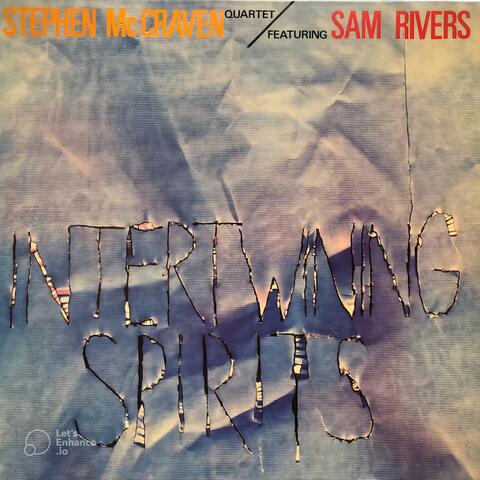 STEPHEN McCRAVEN QUARTET / FEATURING SAM RIVERS
INTERTWINING
SPIRITS
Let's
Enhance
.io